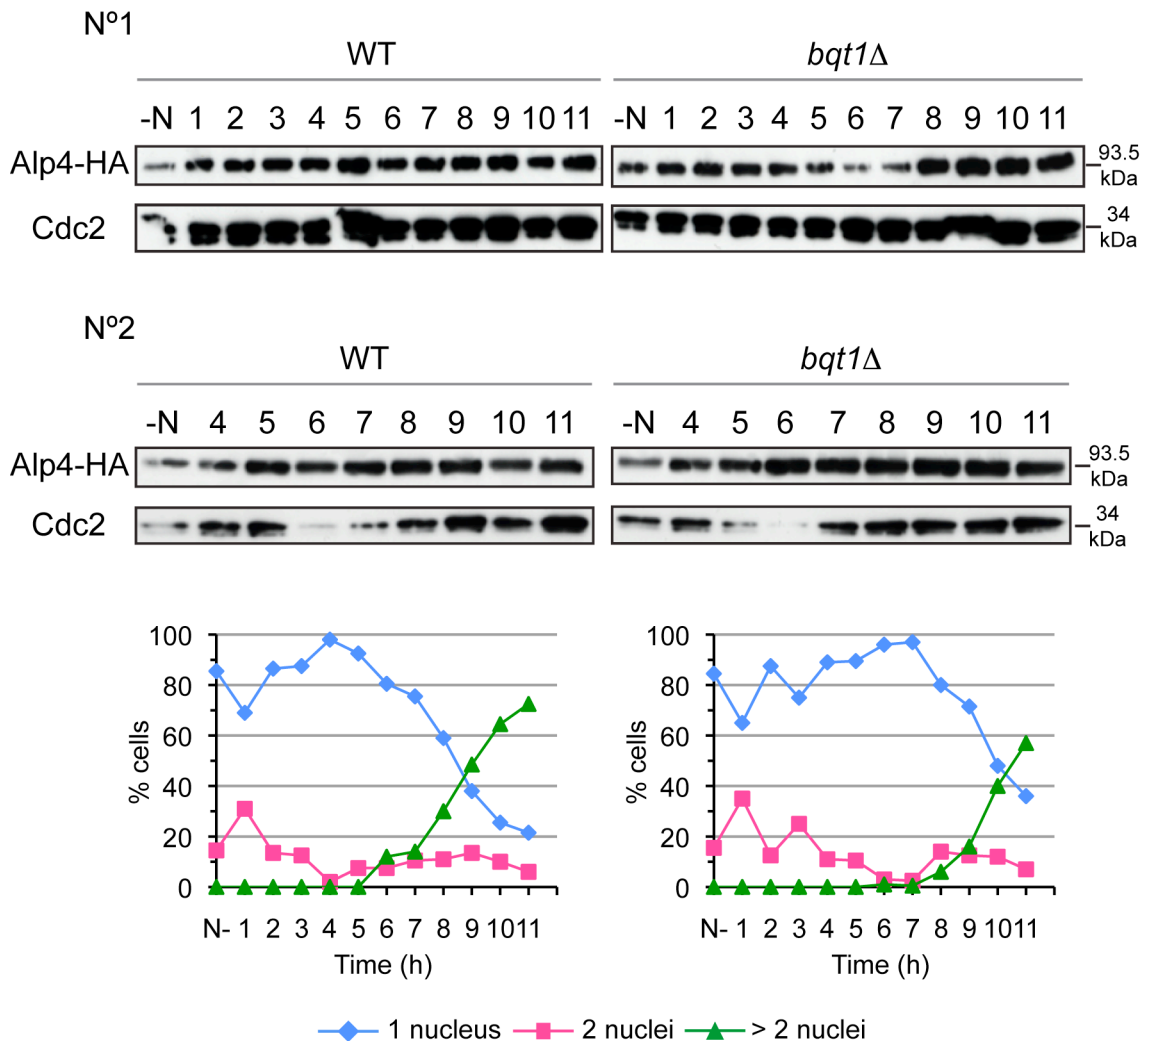 Nº1
WT bqt1Δ
-N 1 2 3 4 5 6 7 8 9 10 11 -N 1 2 3 4 5 6 7 8 9 10 11
Alp4-HA 93.5 kDa
Cdc2 34 kDa
Nº2
WT bqt1Δ
-N 4 5 6 7 8 9 10 11 -N 4 5 6 7 8 9 10 11
Alp4-HA 93.5 kDa
Cdc2 34 kDa
% cells
100
80
60
40
20
0
N- 1 2 3 4 5 6 7 8 9 10 11
Time (h)
% cells
100
80
60
40
20
0
N- 1 2 3 4 5 6 7 8 9 10 11
Time (h)
1 nucleus 2 nuclei > 2 nuclei